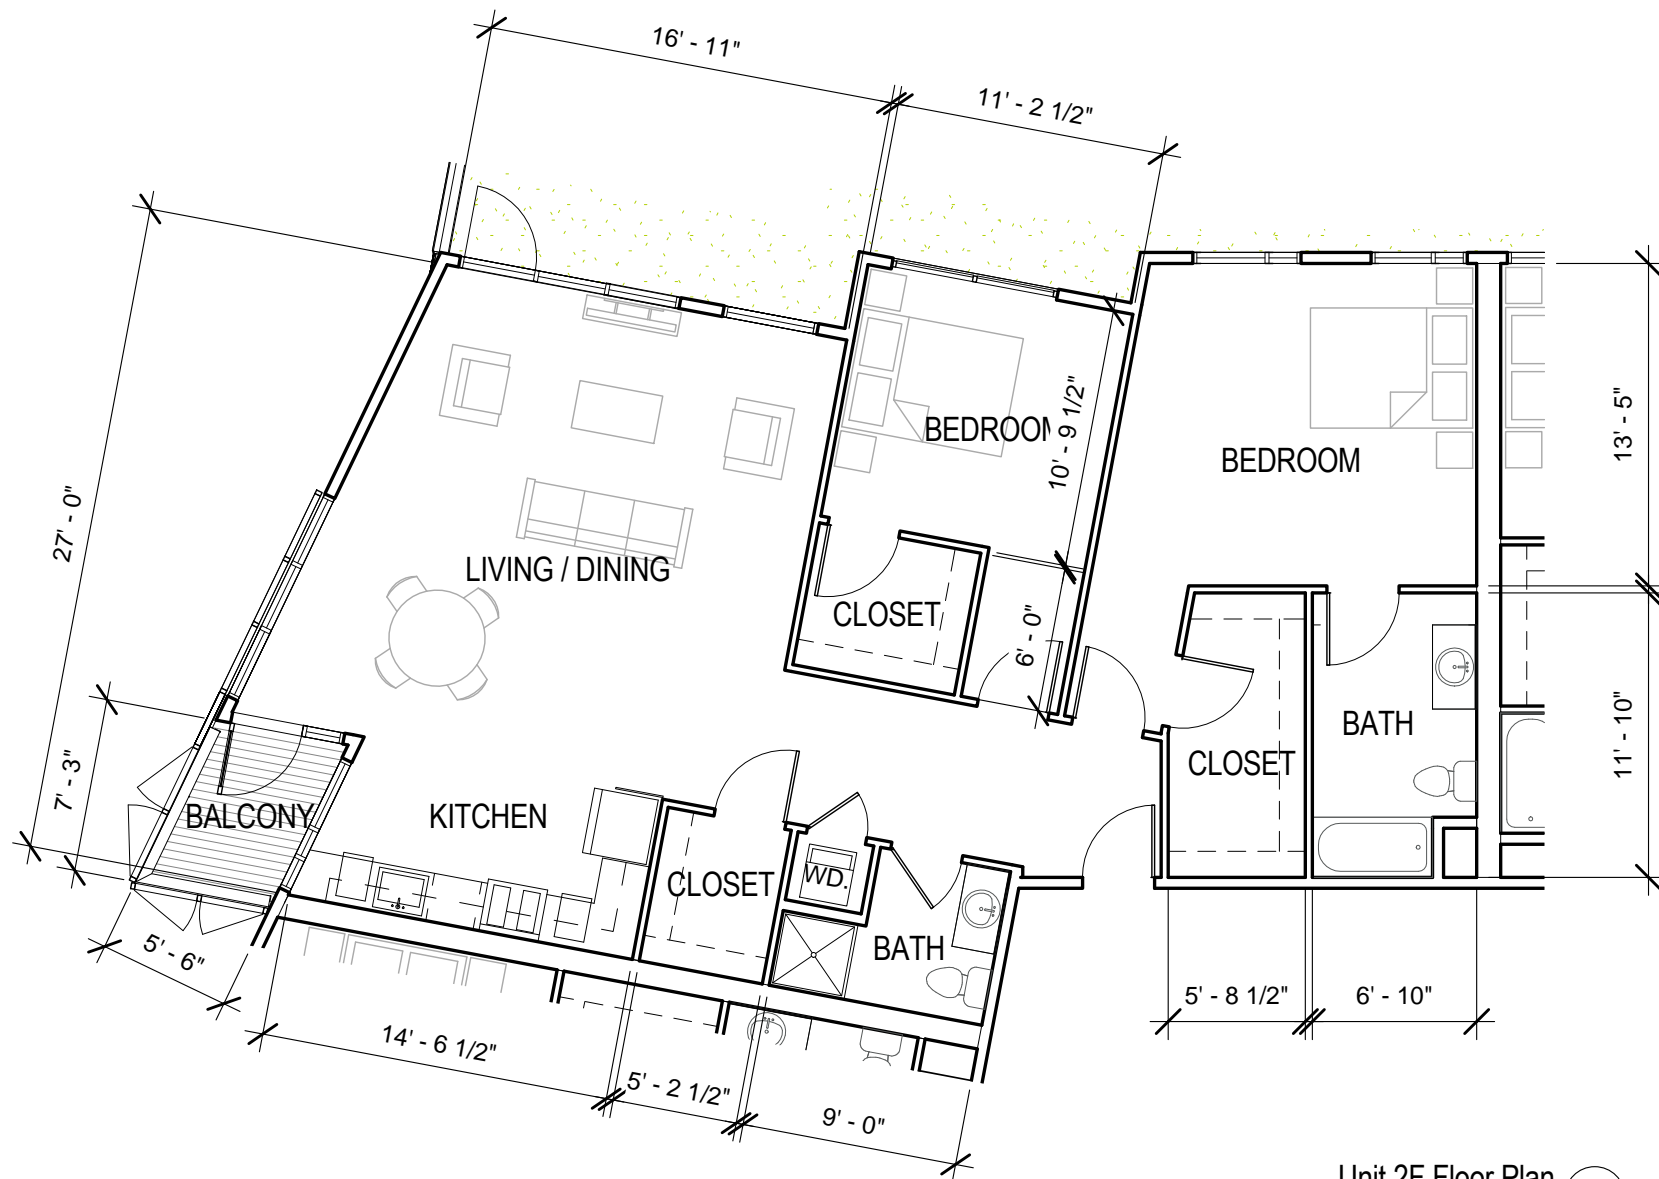 16' - 11"
11' - 2 1/2"
27' - 0"
10' - 9 1/2"
13' - 5"
BEDROOM
BEDROOM
LIVING / DINING
CLOSET
6' - 0"
BATH
11' - 10"
CLOSET
7' - 3"
BALCONY
KITCHEN
CLOSET
WD.
BATH
5' - 6"
5' - 8 1/2"
6' - 10"
14' - 6 1/2"
5' - 2 1/2"
9' - 0"